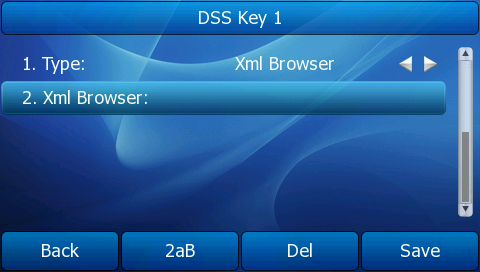 DSS Key 1
1. Type: Xml Browser
2. Xml Browser:
Back 2aB Del Save